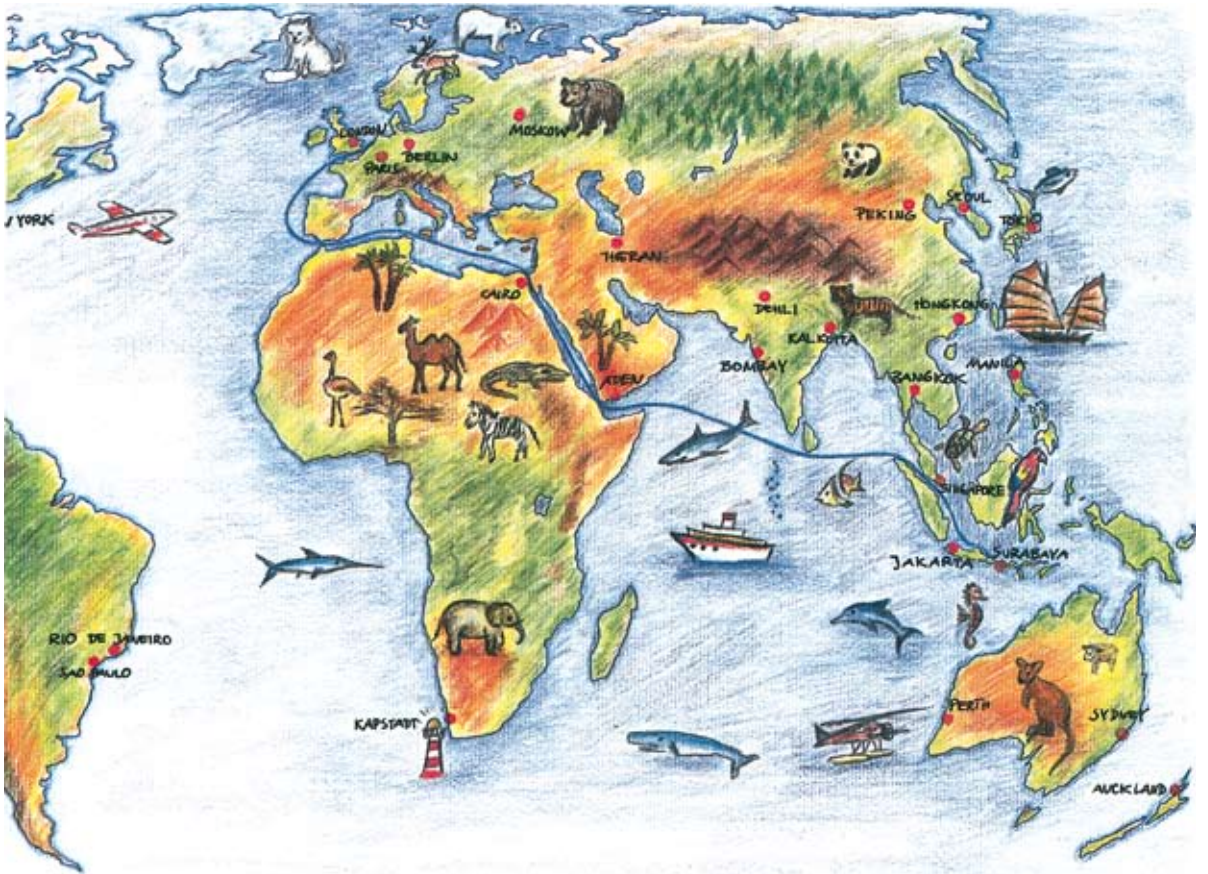 LONDON
PARIS
BERLIN
MOSKOW
W YORK
PEKING
SEOUL
TOKIO
TEHERAN
CAIRO
DEHLI
KALKUTTA
HONGKONG
BOMBAY
BANGKOK
MANILA
ADEN
SINGAPORE
JAKARTA
SURABAYA
RIO DE JANEIRO
SAO PAULO
KAPSTADT
PERTH
SYDNEY
AUCKLAND